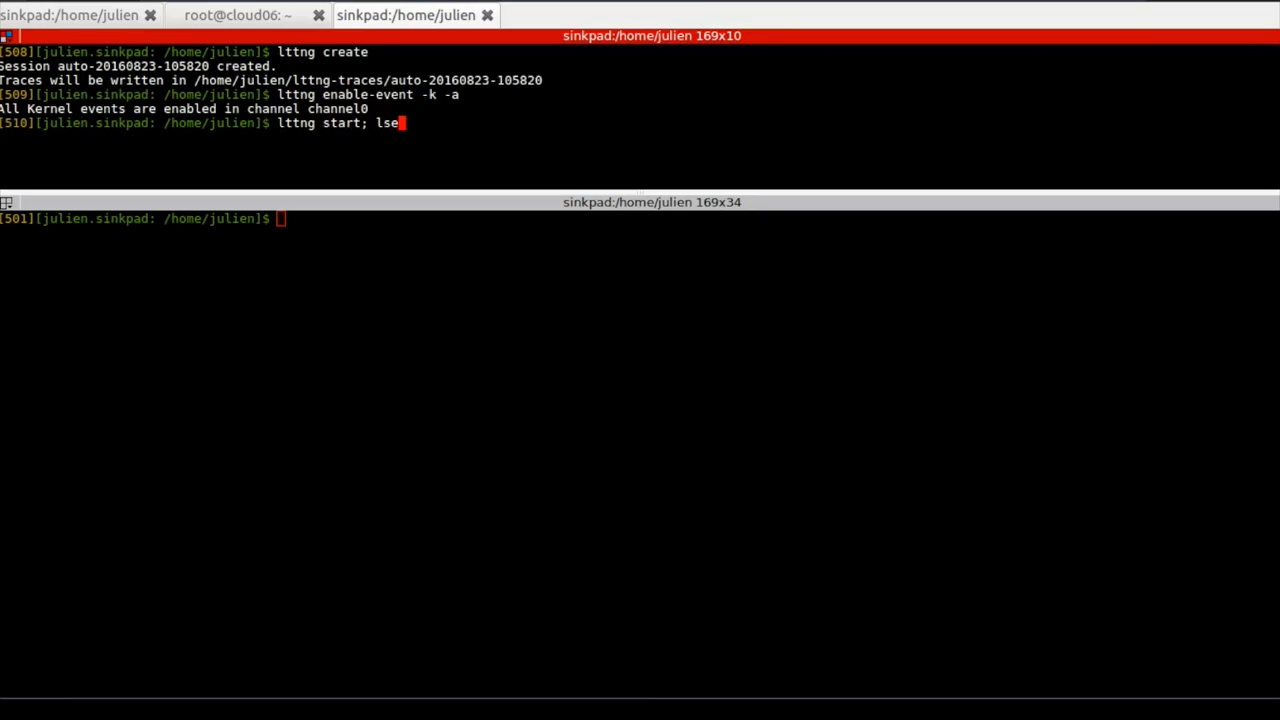 sinkpad:/home/julien ✖ root@cloud06: ~ ✖ sinkpad:/home/julien ✖
sinkpad:/home/julien 169x10
[508][julien.sinkpad: /home/julien]$ lttng create
Session auto-20160823-105820 created.
Traces will be written in /home/julien/lttng-traces/auto-20160823-105820
[509][julien.sinkpad: /home/julien]$ lttng enable-event -k -a
All Kernel events are enabled in channel channel0
[510][julien.sinkpad: /home/julien]$ lttng start; lse
sinkpad:/home/julien 169x34
[501][julien.sinkpad: /home/julien]$